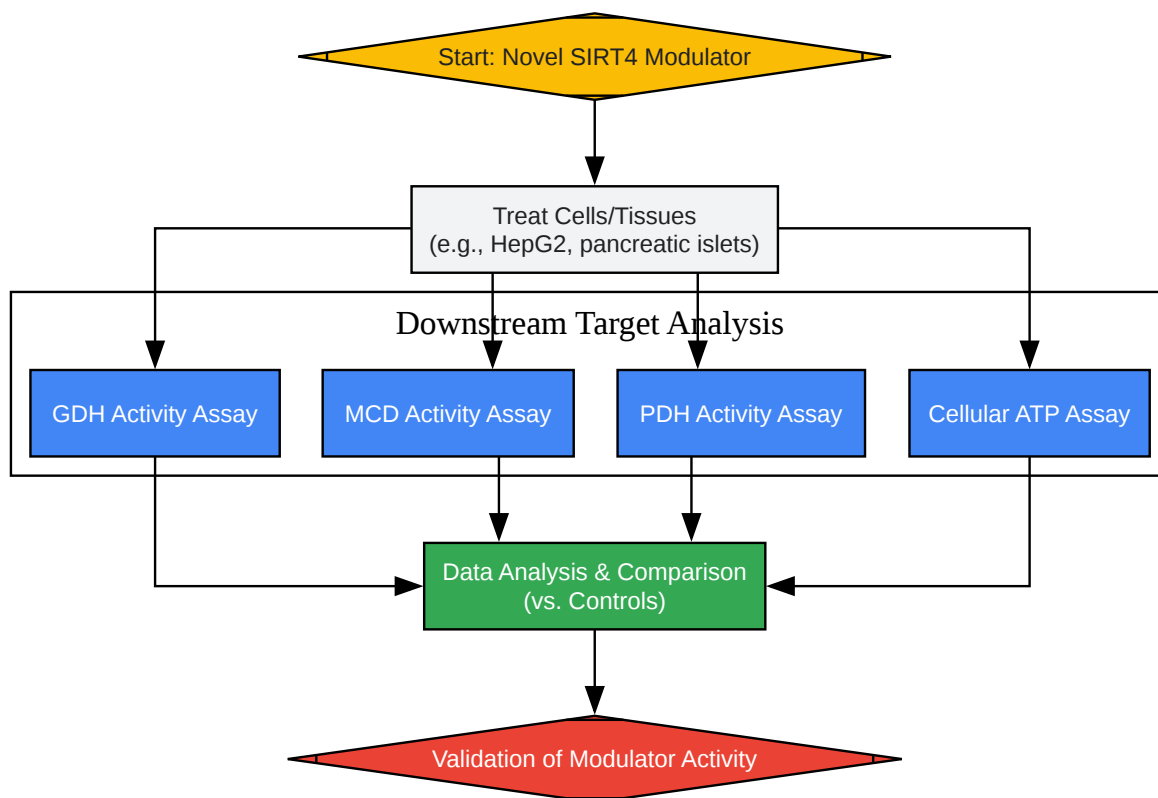 Start: Novel SIRT4 Modulator
Treat Cells/Tissues
(e.g., HepG2, pancreatic islets)
Downstream Target Analysis
GDH Activity Assay
MCD Activity Assay
PDH Activity Assay
Cellular ATP Assay
Data Analysis & Comparison
(vs. Controls)
Validation of Modulator Activity